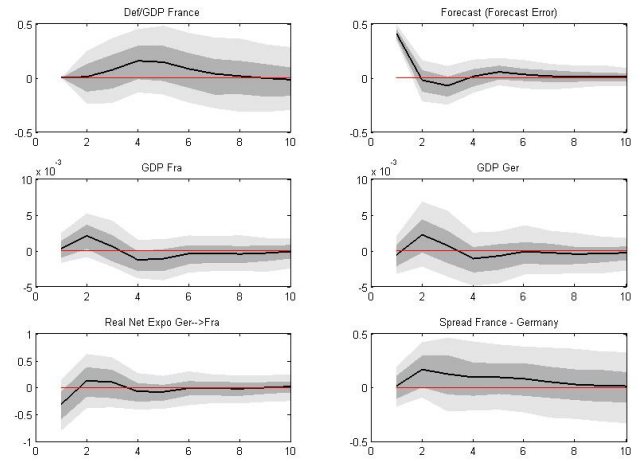 Def/GDP France
0.5
0
-0.5
0 2 4 6 8 10
Forecast (Forecast Error)
0.5
0
-0.5
0 2 4 6 8 10
GDP Fra
x 10⁻³
10
5
0
-5
0 2 4 6 8 10
GDP Ger
x 10⁻³
10
5
0
-5
0 2 4 6 8 10
Real Net Expo Ger-->Fra
1
0.5
0
-0.5
-1
0 2 4 6 8 10
Spread France - Germany
0.5
0
-0.5
0 2 4 6 8 10